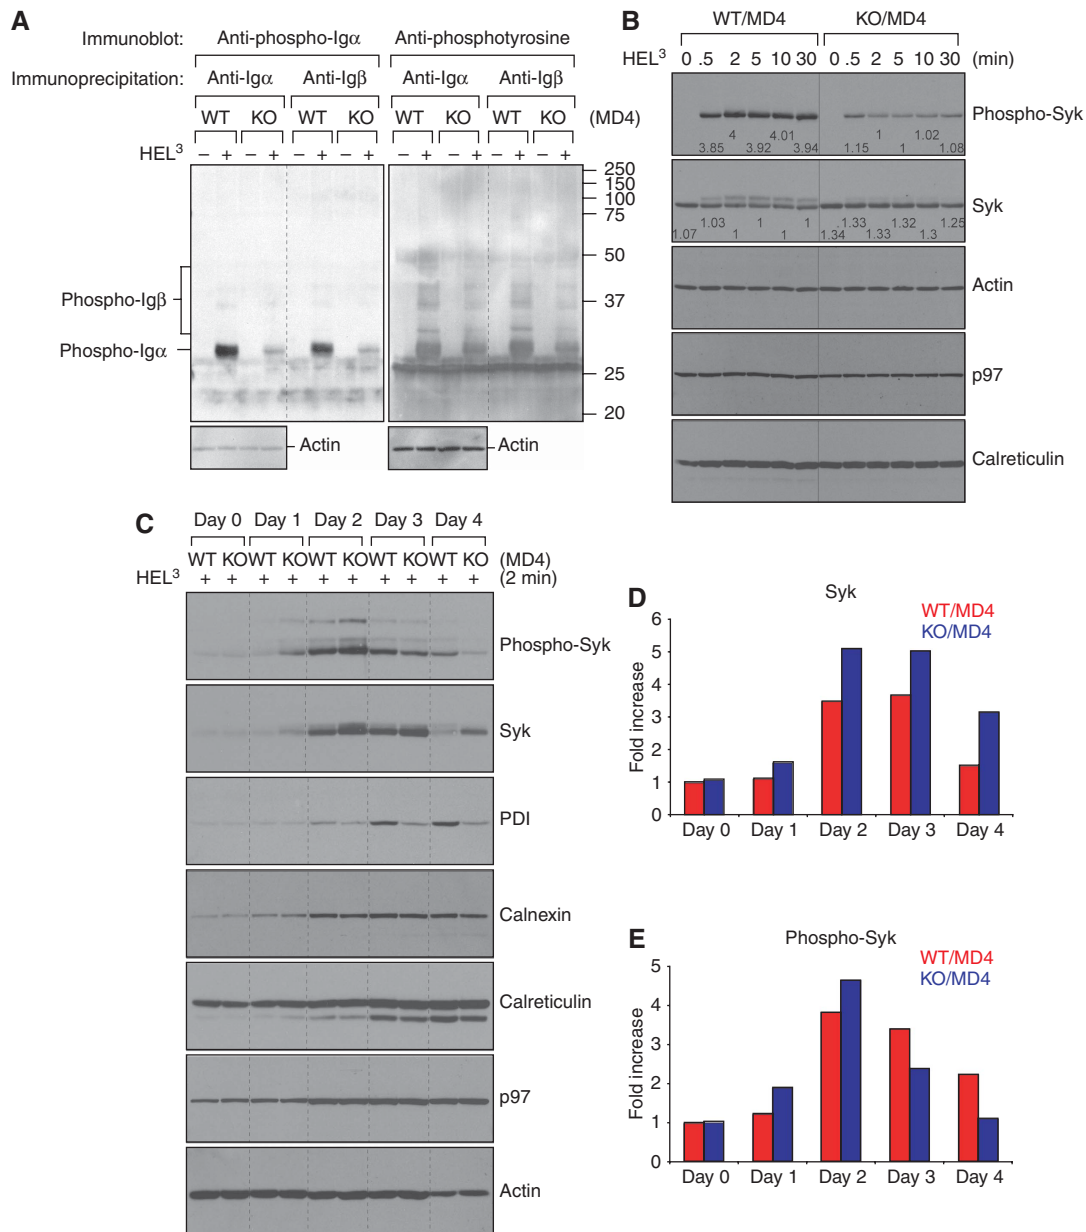 A
Immunoblot: Anti-phospho-Igα Anti-phosphotyrosine
Immunoprecipitation: Anti-Igα Anti-Igβ Anti-Igα Anti-Igβ
WT KO WT KO WT KO WT KO (MD4)
HEL³ – + – + – + – + – + – + – + – +
250
150
100
75
50
37
25
20
Phospho-Igβ
Phospho-Igα
Actin
Actin
B
WT/MD4 KO/MD4
HEL³ 0 .5 2 5 10 30 0 .5 2 5 10 30 (min)
Phospho-Syk
4 4.01 1 1.02
3.85 3.92 3.94 1.15 1 1.08
Syk
1.03 1 1 1.33 1.32 1.25
1.07 1 1 1.34 1.33 1.3
Actin
p97
Calreticulin
C
Day 0 Day 1 Day 2 Day 3 Day 4
WT KO WT KO WT KO WT KO WT KO (MD4)
HEL³ + + + + + + + + + + (2 min)
Phospho-Syk
Syk
PDI
Calnexin
Calreticulin
p97
Actin
D
Syk
WT/MD4
KO/MD4
Fold increase
6
5
4
3
2
1
0
Day 0 Day 1 Day 2 Day 3 Day 4
E
Phospho-Syk
WT/MD4
KO/MD4
Fold increase
5
4
3
2
1
0
Day 0 Day 1 Day 2 Day 3 Day 4